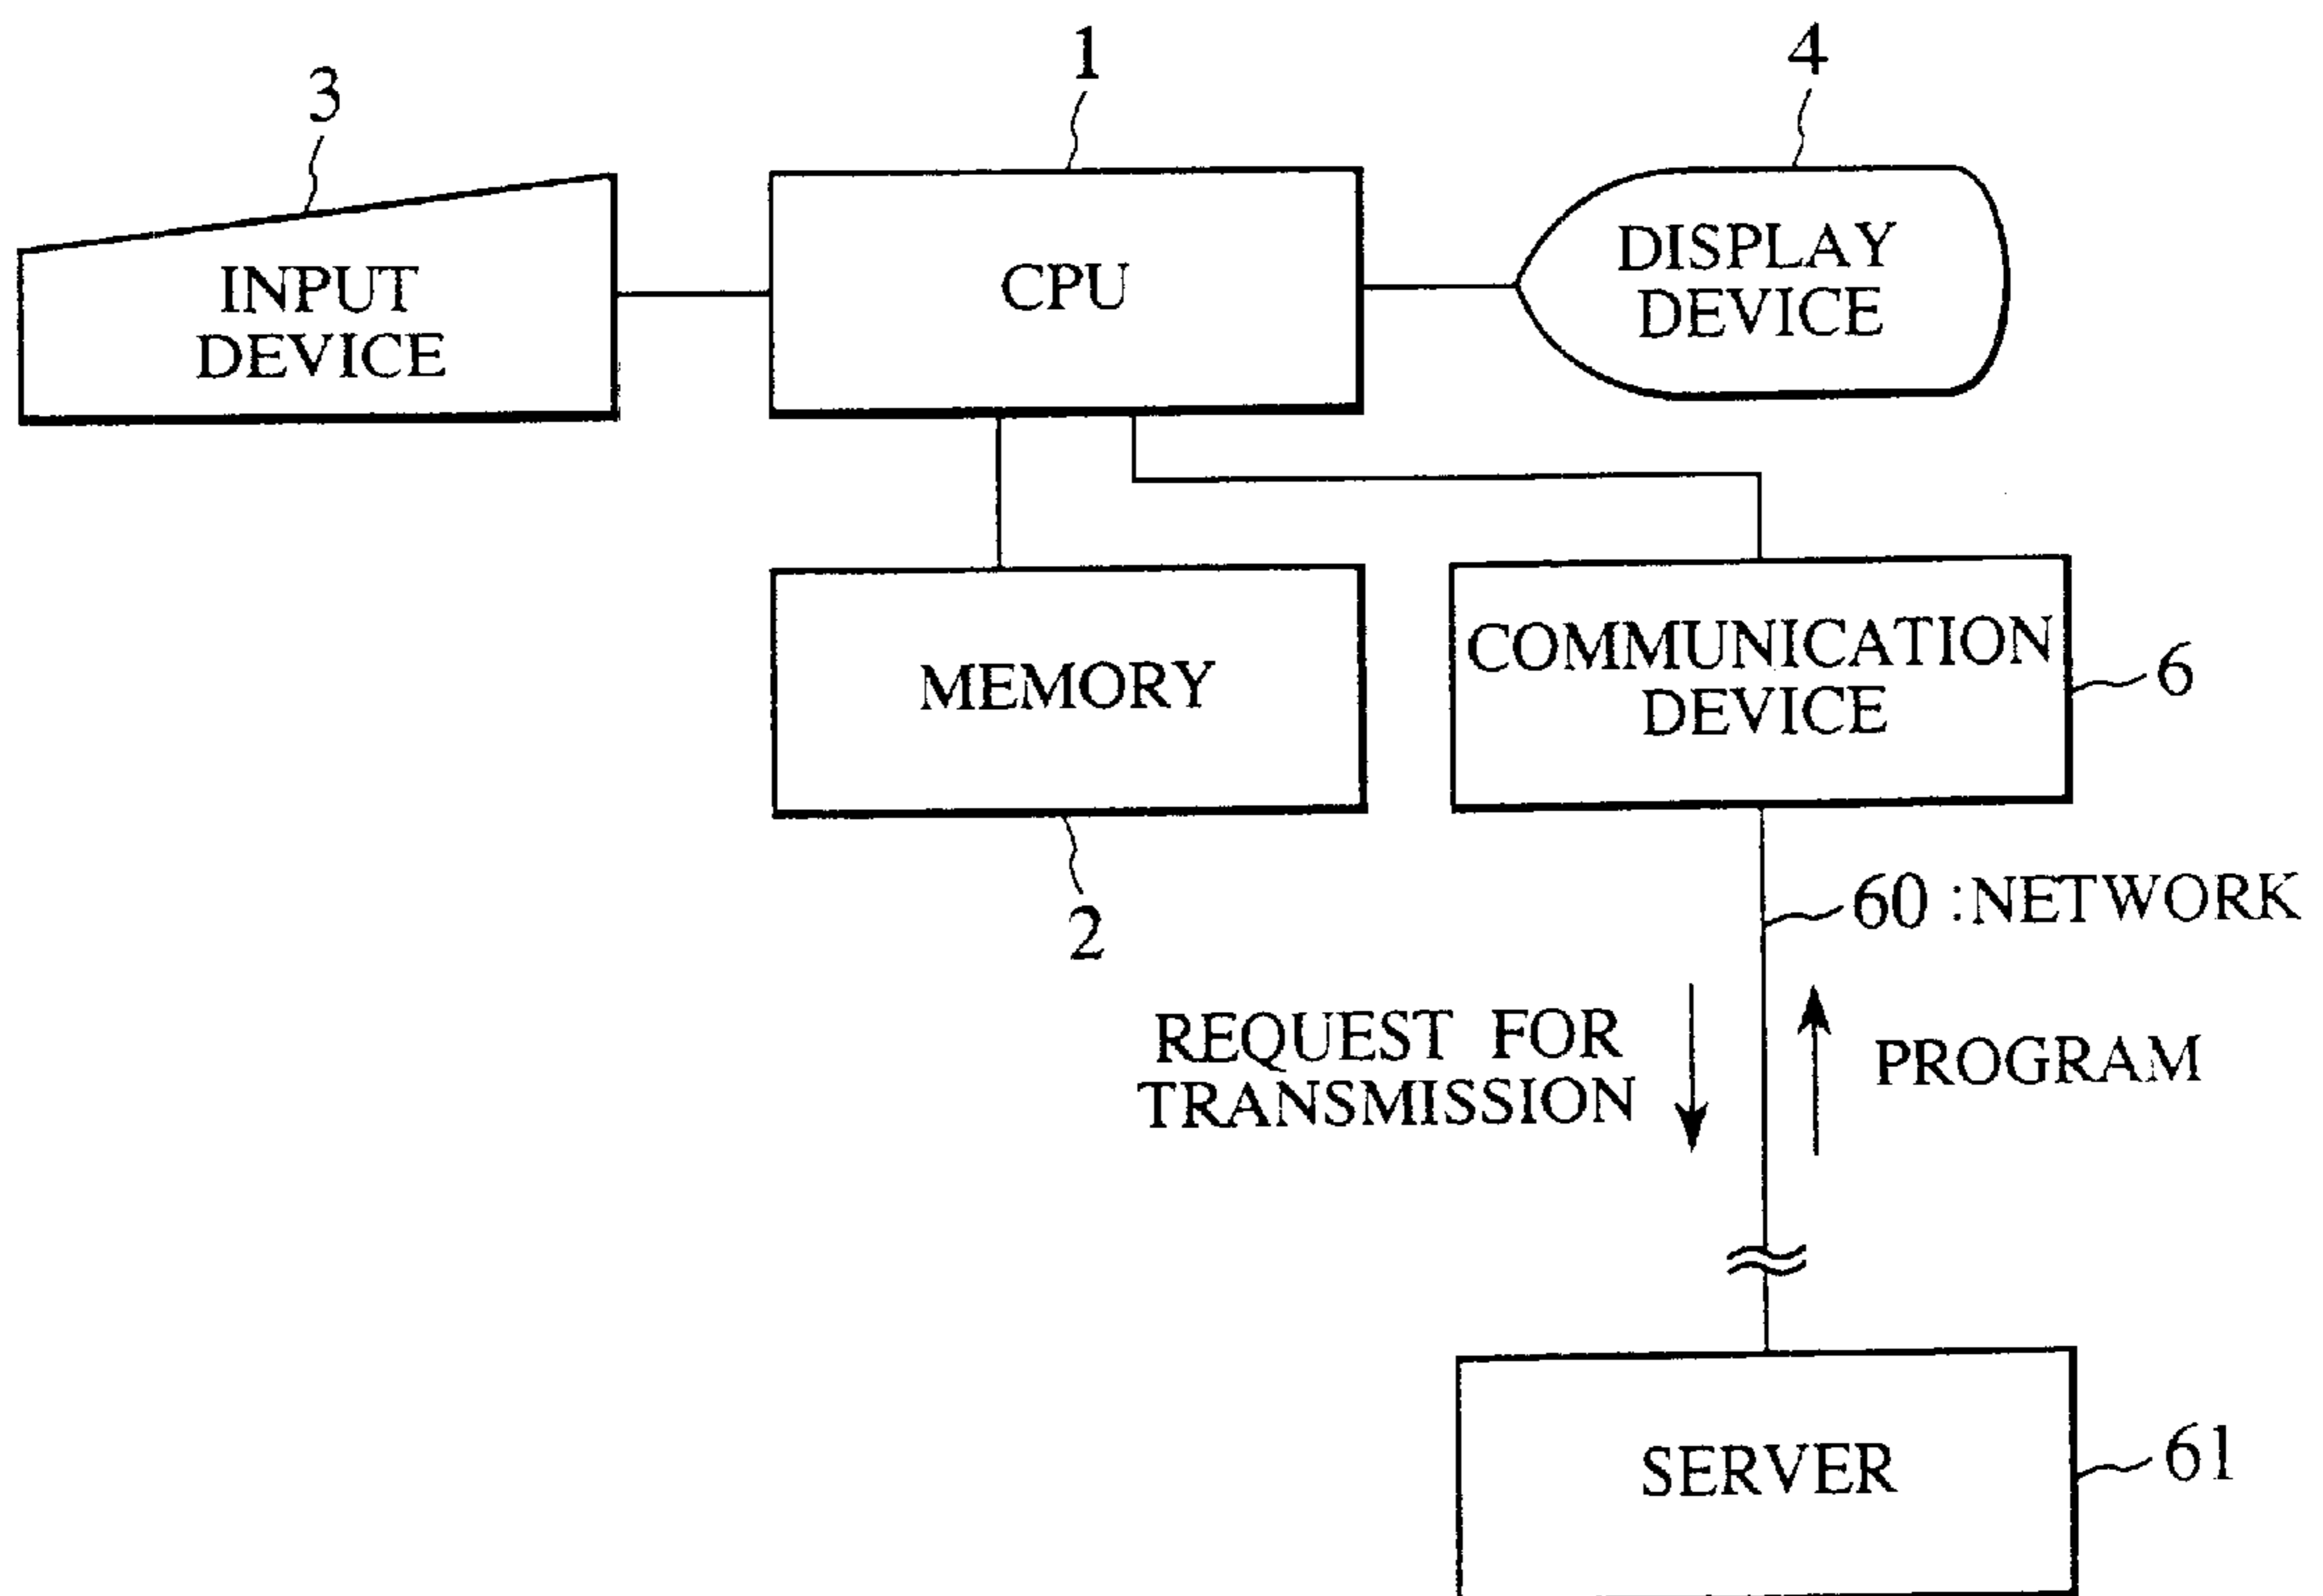 3
1
4
INPUT
DEVICE
CPU
DISPLAY
DEVICE
MEMORY
COMMUNICATION
DEVICE
6
2
60 :NETWORK
REQUEST FOR
TRANSMISSION
PROGRAM
SERVER
61